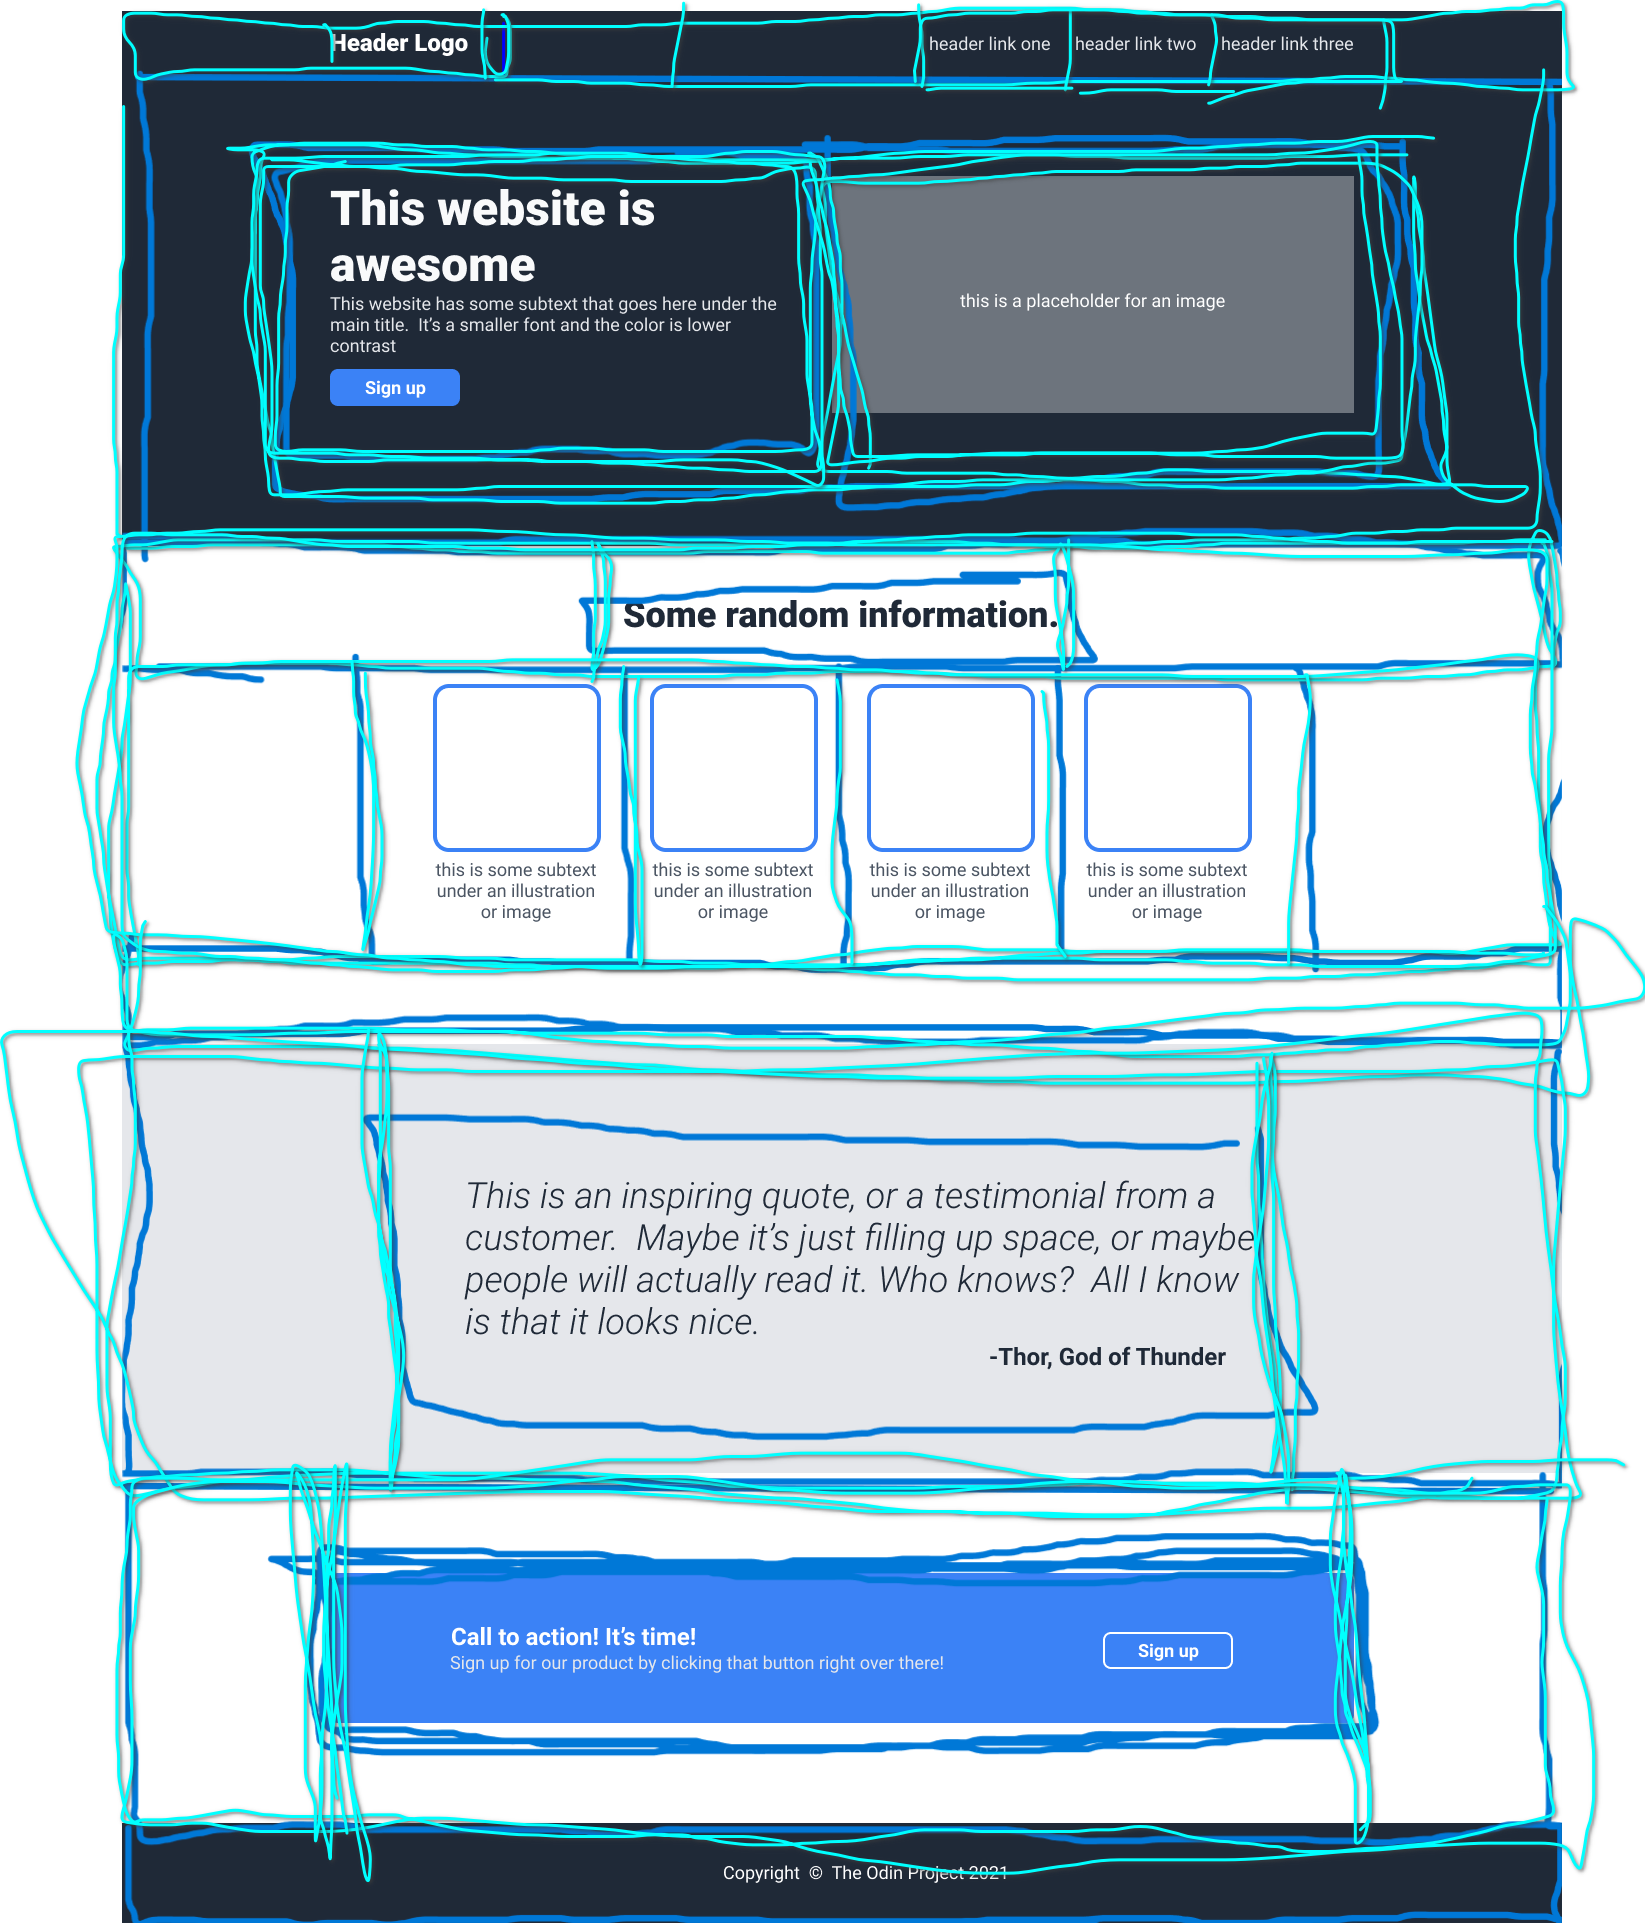 Header Logo
header link one
header link two
header link three
This website is
awesome
This website has some subtext that goes here under the
main title.  It’s a smaller font and the color is lower
contrast
Sign up
this is a placeholder for an image
Some random information.
this is some subtext
under an illustration
or image
this is some subtext
under an illustration
or image
this is some subtext
under an illustration
or image
this is some subtext
under an illustration
or image
This is an inspiring quote, or a testimonial from a
customer.  Maybe it’s just filling up space, or maybe
people will actually read it. Who knows?  All I know
is that it looks nice.
-Thor, God of Thunder
Call to action! It’s time!
Sign up for our product by clicking that button right over there!
Sign up
Copyright © The Odin Project 2021